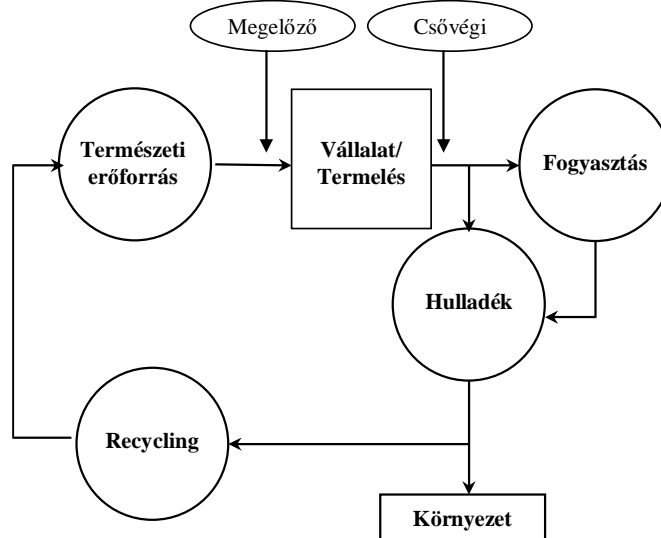 Megelőző
Csővégi
Természeti
erőforrás
Vállalat/
Termelés
Fogyasztás
Hulladék
Recycling
Környezet